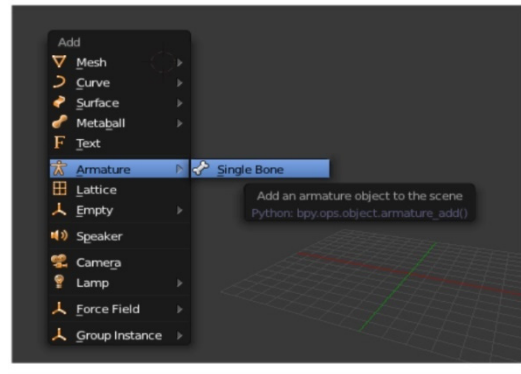 Add
Mesh
Curve
Surface
Metaball
Text
Armature
Single Bone
Add an armature object to the scene
Python: bpy.ops.object.armature_add()
Lattice
Empty
Speaker
Camera
Lamp
Force Field
Group Instance